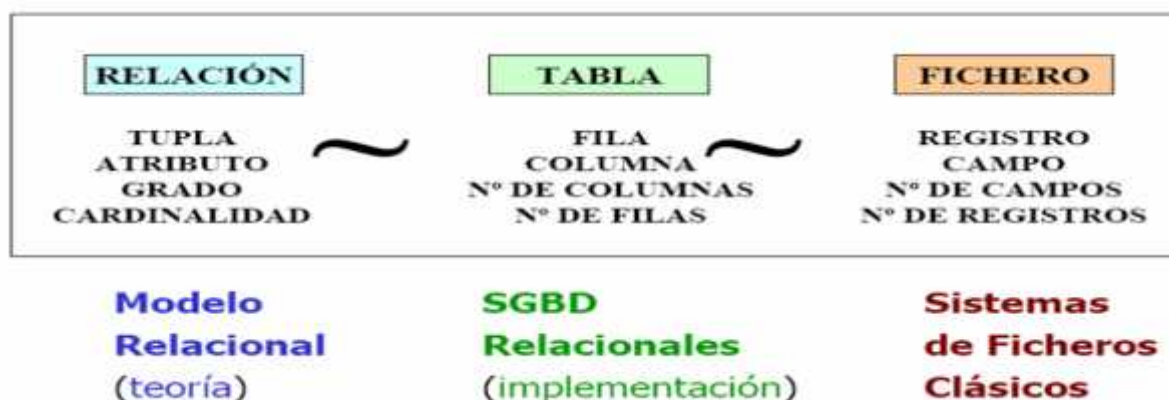 RELACIÓN
TUPLA
ATRIBUTO
GRADO
CARDINALIDAD
TABLA
FILA
COLUMNA
Nº DE COLUMNAS
Nº DE FILAS
FICHERO
REGISTRO
CAMPO
Nº DE CAMPOS
Nº DE REGISTROS
Modelo
Relacional
(teoría)
SGBD
Relacionales
(implementación)
Sistemas
de Ficheros
Clásicos